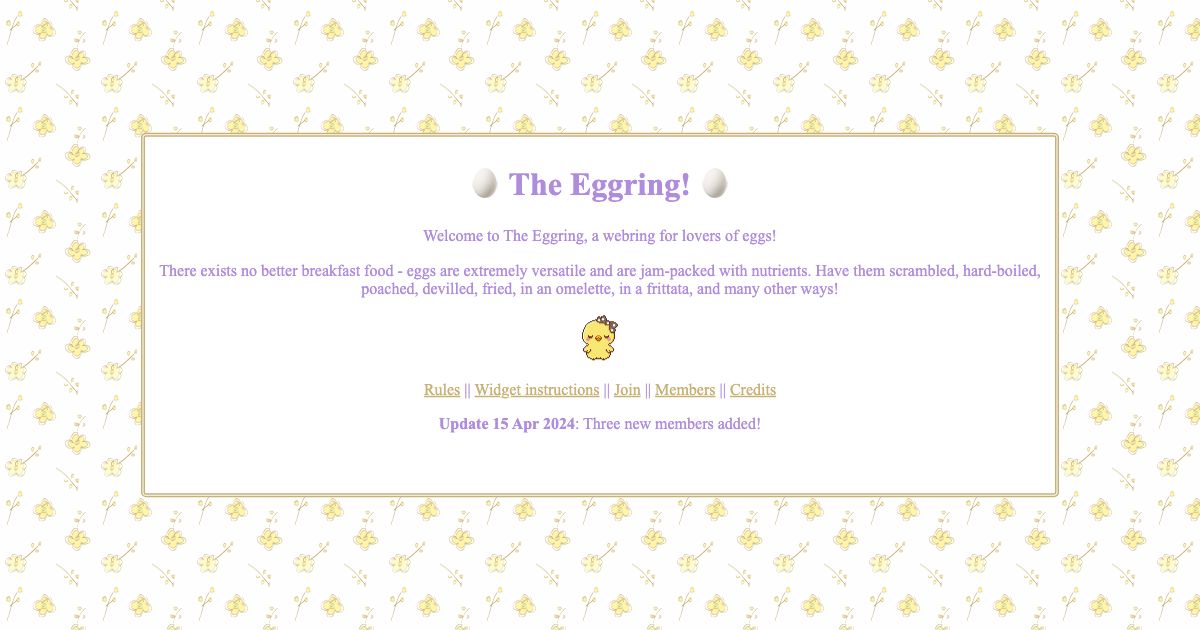 🥚 The Eggring! 🥚
Welcome to The Eggring, a webring for lovers of eggs!
There exists no better breakfast food - eggs are extremely versatile and are jam-packed with nutrients. Have them scrambled, hard-boiled,
poached, devilled, fried, in an omelette, in a frittata, and many other ways!
Rules || Widget instructions || Join || Members || Credits
Update 15 Apr 2024: Three new members added!